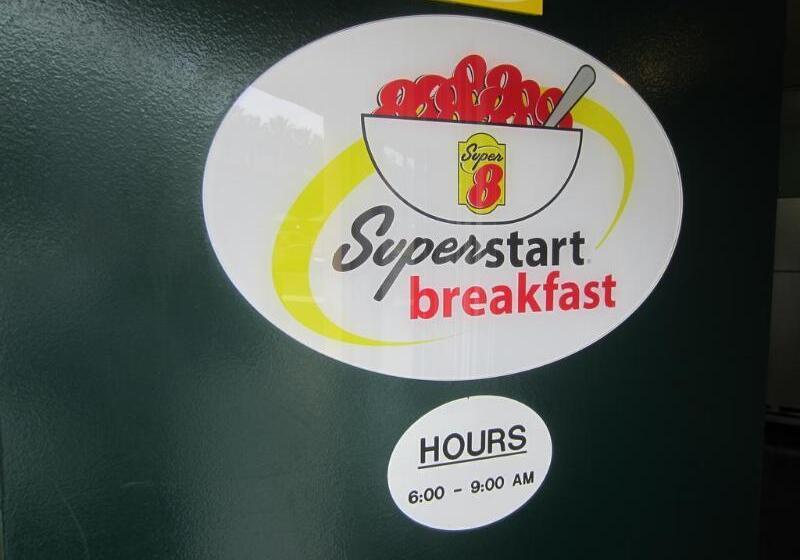 Super
8
Superstart
breakfast
HOURS
6:00 - 9:00 AM